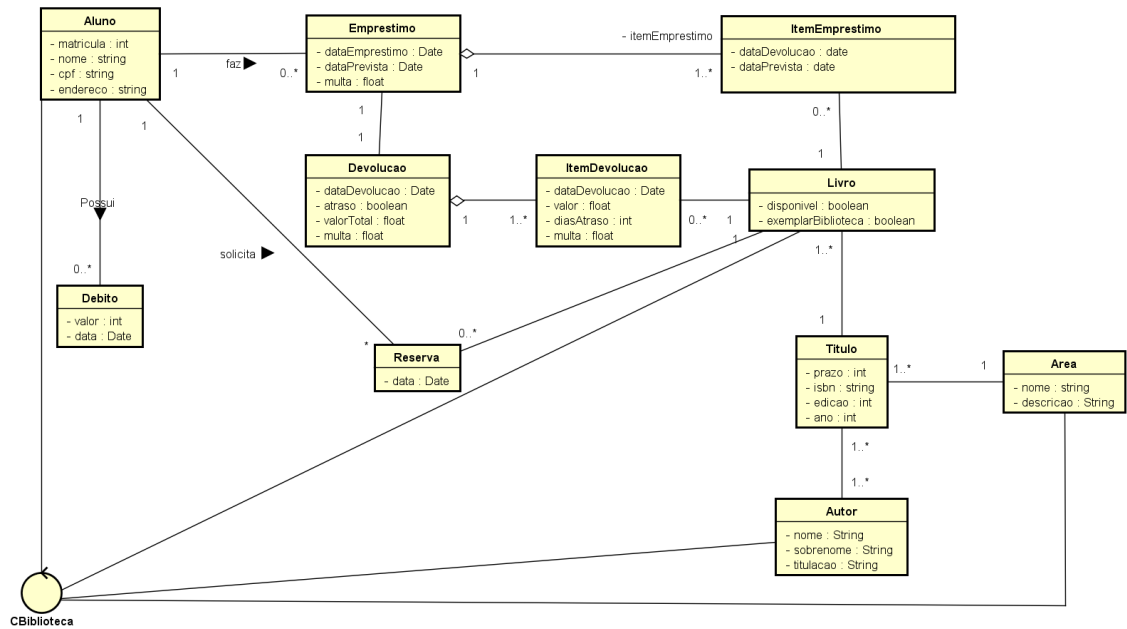 Aluno
- matricula : int
- nome : string
- cpf : string
- endereco : string
Emprestimo
- dataEmprestimo : Date
- dataPrevista : Date
- multa : float
ItemEmprestimo
- dataDevolucao : date
- dataPrevista : date
faz
1
0..*
1
- itemEmprestimo
1..*
1
1
1
1
0..*
1
Devolucao
- dataDevolucao : Date
- atraso : boolean
- valorTotal : float
- multa : float
1
1..*
ItemDevolucao
- dataDevolucao : Date
- valor : float
- diasAtraso : int
- multa : float
0..*
1
Livro
- disponivel : boolean
- exemplarBiblioteca : boolean
1
1..*
Possui
solicita
0..*
Debito
- valor : int
- data : Date
*
0..*
Reserva
- data : Date
1
Titulo
- prazo : int
- isbn : string
- edicao : int
- ano : int
1..*
1
Area
- nome : string
- descricao : String
1..*
1..*
Autor
- nome : String
- sobrenome : String
- titulacao : String
CBiblioteca